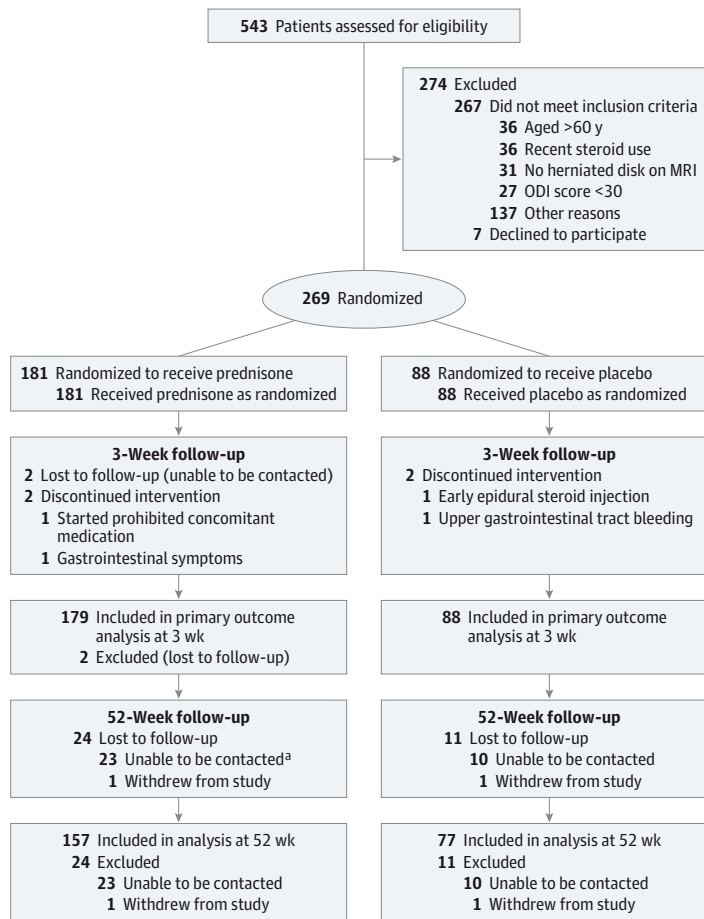 543 Patients assessed for eligibility
274 Excluded
267 Did not meet inclusion criteria
36 Aged >60 y
36 Recent steroid use
31 No herniated disk on MRI
27 ODI score <30
137 Other reasons
7 Declined to participate
269 Randomized
181 Randomized to receive prednisone
181 Received prednisone as randomized
88 Randomized to receive placebo
88 Received placebo as randomized
3-Week follow-up
2 Lost to follow-up (unable to be contacted)
2 Discontinued intervention
1 Started prohibited concomitant
medication
1 Gastrointestinal symptoms
3-Week follow-up
2 Discontinued intervention
1 Early epidural steroid injection
1 Upper gastrointestinal tract bleeding
179 Included in primary outcome
analysis at 3 wk
2 Excluded (lost to follow-up)
88 Included in primary outcome
analysis at 3 wk
52-Week follow-up
24 Lost to follow-up
23 Unable to be contactedᵃ
1 Withdrew from study
52-Week follow-up
11 Lost to follow-up
10 Unable to be contacted
1 Withdrew from study
157 Included in analysis at 52 wk
24 Excluded
23 Unable to be contacted
1 Withdrew from study
77 Included in analysis at 52 wk
11 Excluded
10 Unable to be contacted
1 Withdrew from study